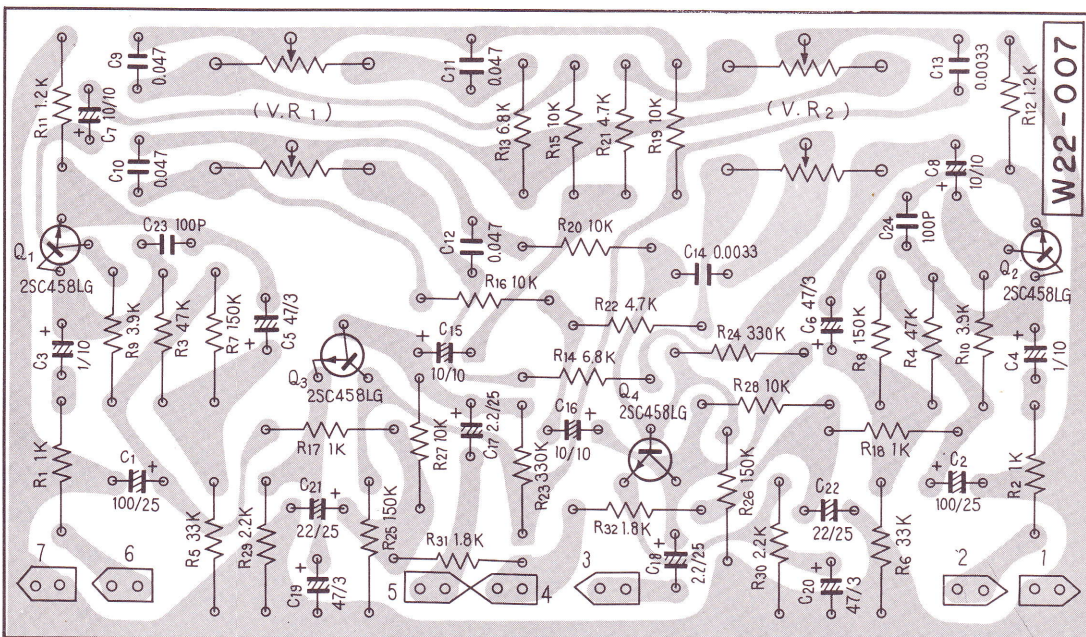 W22-007
R11 1.2K
C7 10/10
+
C9
0.047
(V.R1)
C10
0.047
C11
0.047
R13 6.8K
R15 10K
R21 4.7K
R19 10K
(V.R2)
C13
0.0033
R12 1.2K
C8
10/10
+
Q1
2SC458LG
C23 100P
C12
0.047
R20 10K
C14 0.0033
C24
100P
Q2
2SC458LG
R16 10K
R22 4.7K
C3
1/10
+
R9 3.9K
R3 47K
R7 150K
C5 47/3
+
Q3
2SC458LG
C15
+
10/10
R14 6.8K
R24 330K
C6 47/3
+
R8 150K
R4 47K
R10 3.9K
C4
1/10
+
Q4
2SC458LG
R28 10K
R1 1K
C1
+
100/25
R17 1K
R27 10K
C17 2.2/25
+
R23 330K
C16
+
10/10
R26 150K
R18 1K
C2
+
100/25
R2 1K
R5 33K
R29 2.2K
C21
+
22/25
R25 150K
R32 1.8K
C22
+
22/25
R30 2.2K
R6 33K
R31 1.8K
C18
2.2/25
+
C19
47/3
+
C20
47/3
+
7
6
5
4
3
2
1